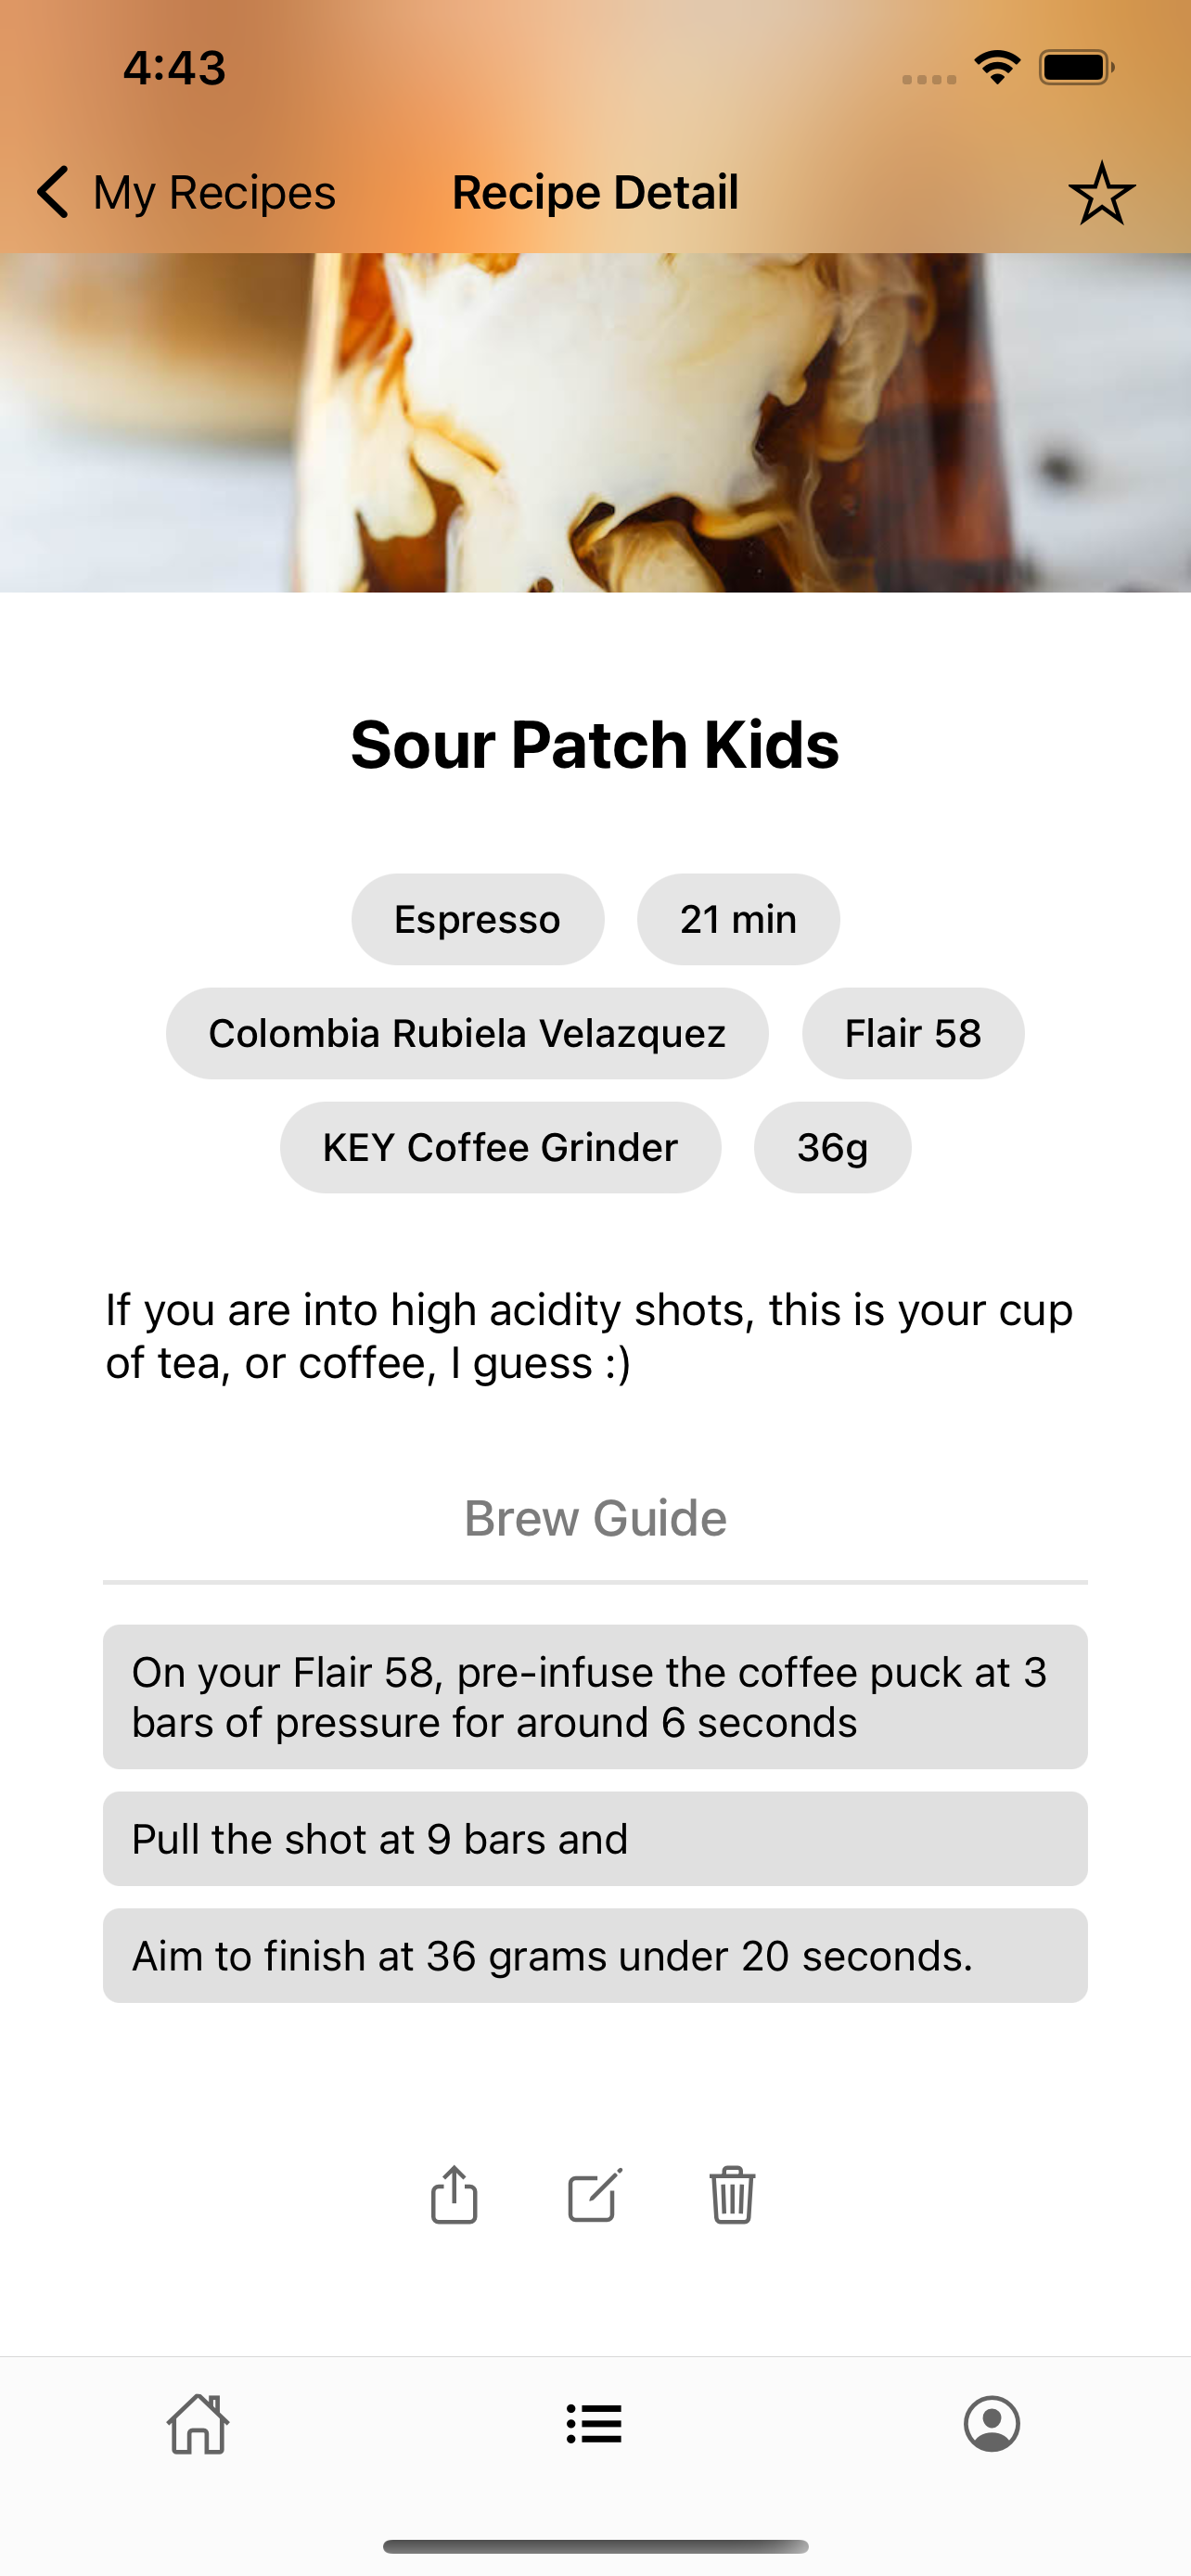 4:43
My Recipes Recipe Detail
Sour Patch Kids
Espresso 21 min
Colombia Rubiela Velazquez Flair 58
KEY Coffee Grinder 36g
If you are into high acidity shots, this is your cup
of tea, or coffee, I guess :)
Brew Guide
On your Flair 58, pre-infuse the coffee puck at 3
bars of pressure for around 6 seconds
Pull the shot at 9 bars and
Aim to finish at 36 grams under 20 seconds.